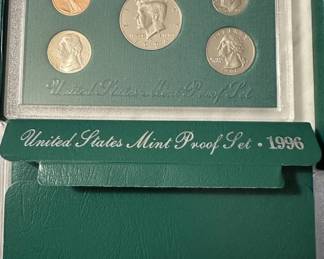 United States Mint Proof Set
United States Mint Proof Set • 1996